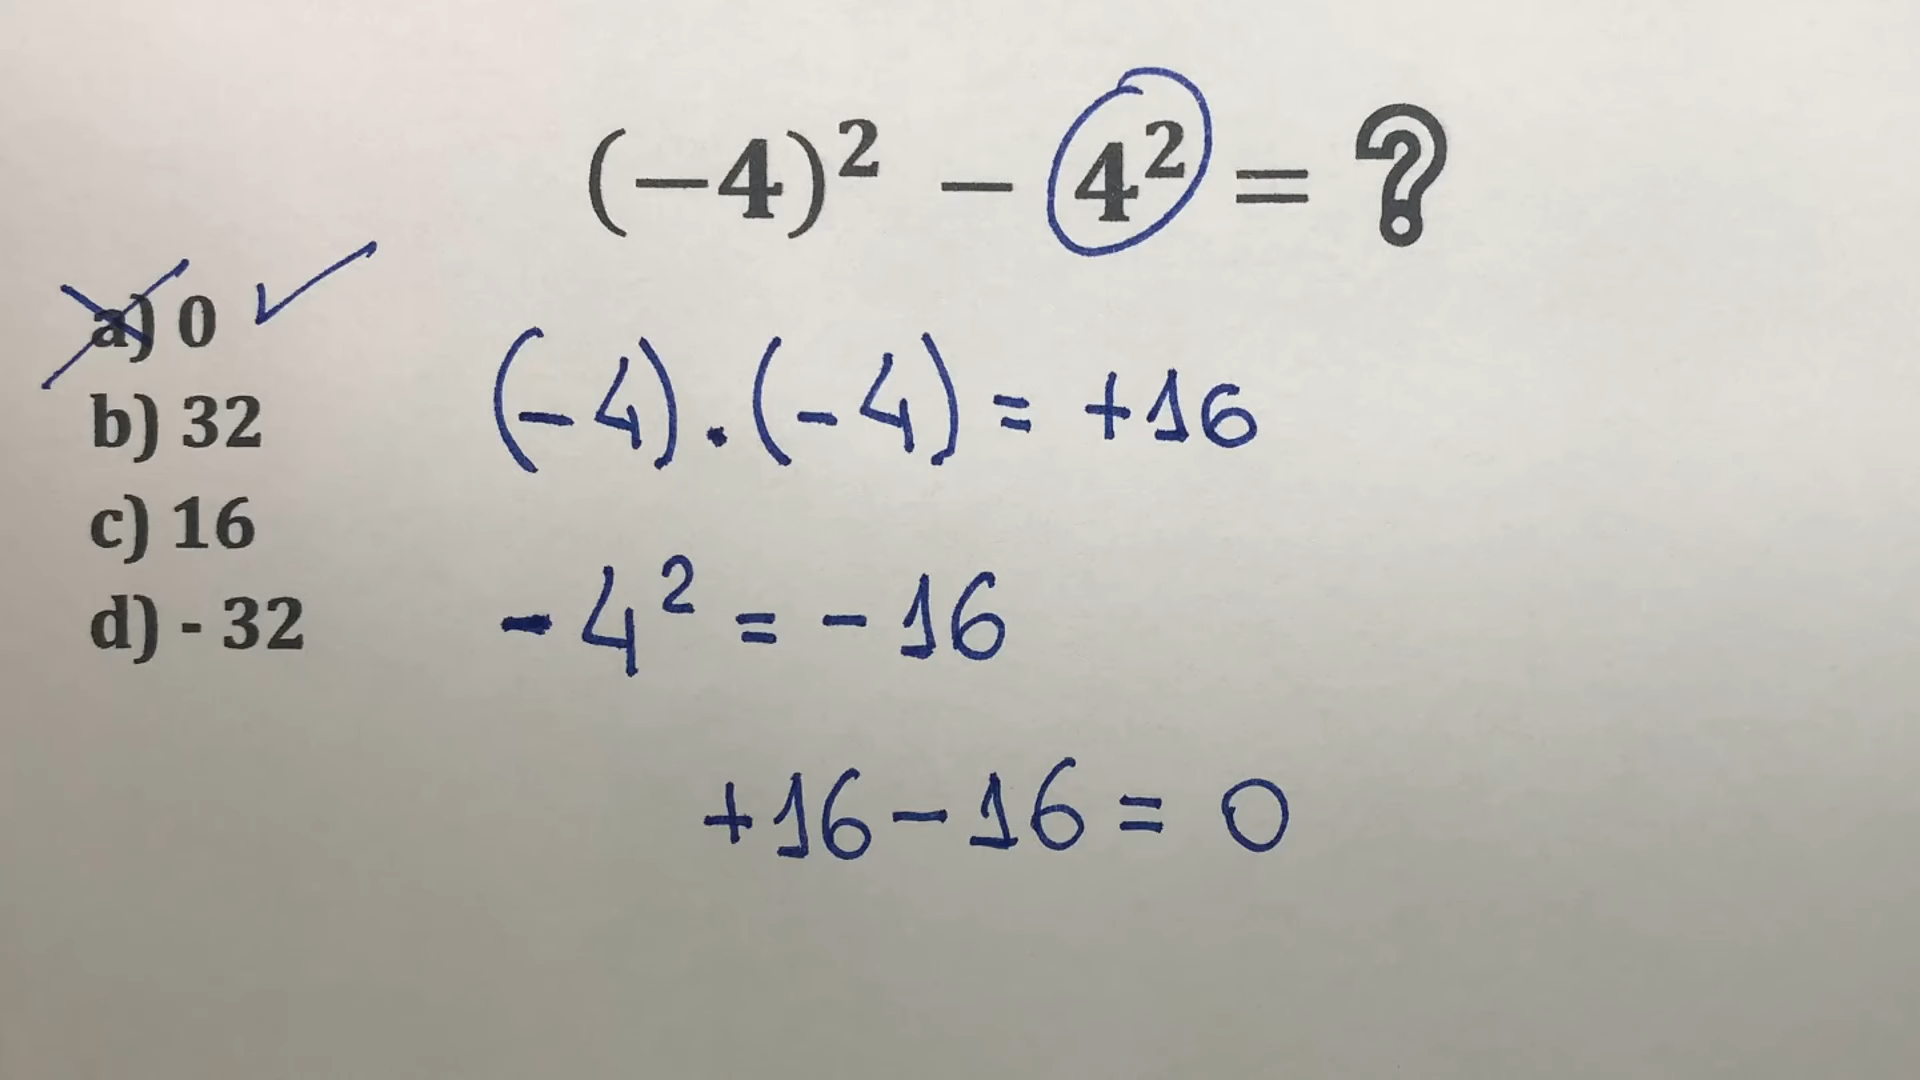 (−4)² − 4² = ?
a) 0 ✓
b) 32
c) 16
d) - 32
(-4).(-4) = +16
-4² = -16
+16-16 = 0